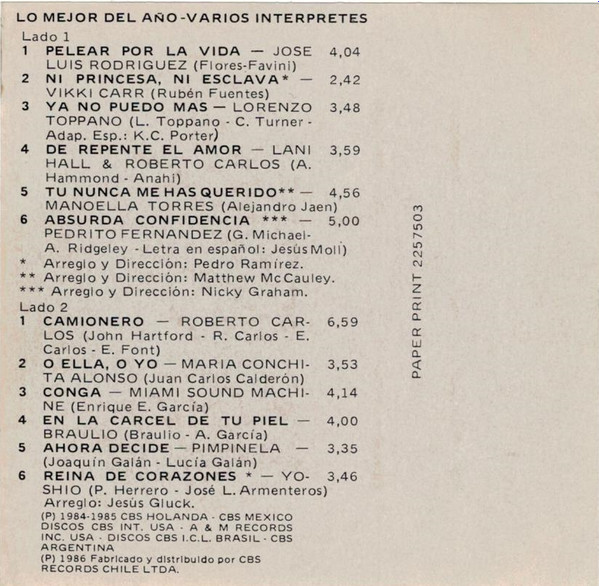 LO MEJOR DEL AÑO-VARIOS INTERPRETES
Lado 1
1 PELEAR POR LA VIDA — JOSE 4,04
LUIS RODRIGUEZ (Flores-Favini)
2 NI PRINCESA, NI ESCLAVA* — 2,42
VIKKI CARR (Rubén Fuentes)
3 YA NO PUEDO MAS — LORENZO 3,48
TOPPANO (L. Toppano - C. Turner -
Adap. Esp.: K.C. Porter)
4 DE REPENTE EL AMOR — LANI 3,59
HALL & ROBERTO CARLOS (A.
Hammond - Anahí)
5 TU NUNCA ME HAS QUERIDO** — 4,56
MANOELLA TORRES (Alejandro Jaen)
6 ABSURDA CONFIDENCIA *** — 5,00
PEDRITO FERNANDEZ (G. Michael-
A. Ridgeley - Letra en español: Jesús Moll)
* Arreglo y Dirección: Pedro Ramírez.
** Arreglo y Dirección: Matthew McCauley.
*** Arreglo y Dirección: Nicky Graham.
Lado 2
1 CAMIONERO — ROBERTO CAR- 6,59
LOS (John Hartford - R. Carlos - E.
Carlos - E. Font)
2 O ELLA, O YO — MARIA CONCHI- 3,53
TA ALONSO (Juan Carlos Calderón)
3 CONGA — MIAMI SOUND MACHI- 4,14
NE (Enrique E. García)
4 EN LA CARCEL DE TU PIEL — 4,00
BRAULIO (Braulio - A. García)
5 AHORA DECIDE — PIMPINELA — 3,35
(Joaquín Galán - Lucía Galán)
6 REINA DE CORAZONES * — YO- 3,46
SHIO (P. Herrero - José L. Armenteros)
Arreglo: Jesús Gluck.
(P) 1984-1985 CBS HOLANDA - CBS MEXICO
DISCOS CBS INT. USA - A & M RECORDS
INC. USA - DISCOS CBS I.C.L. BRASIL - CBS
ARGENTINA
(P) 1986 Fabricado y distribuido por CBS
RECORDS CHILE LTDA.
PAPER PRINT 2257503